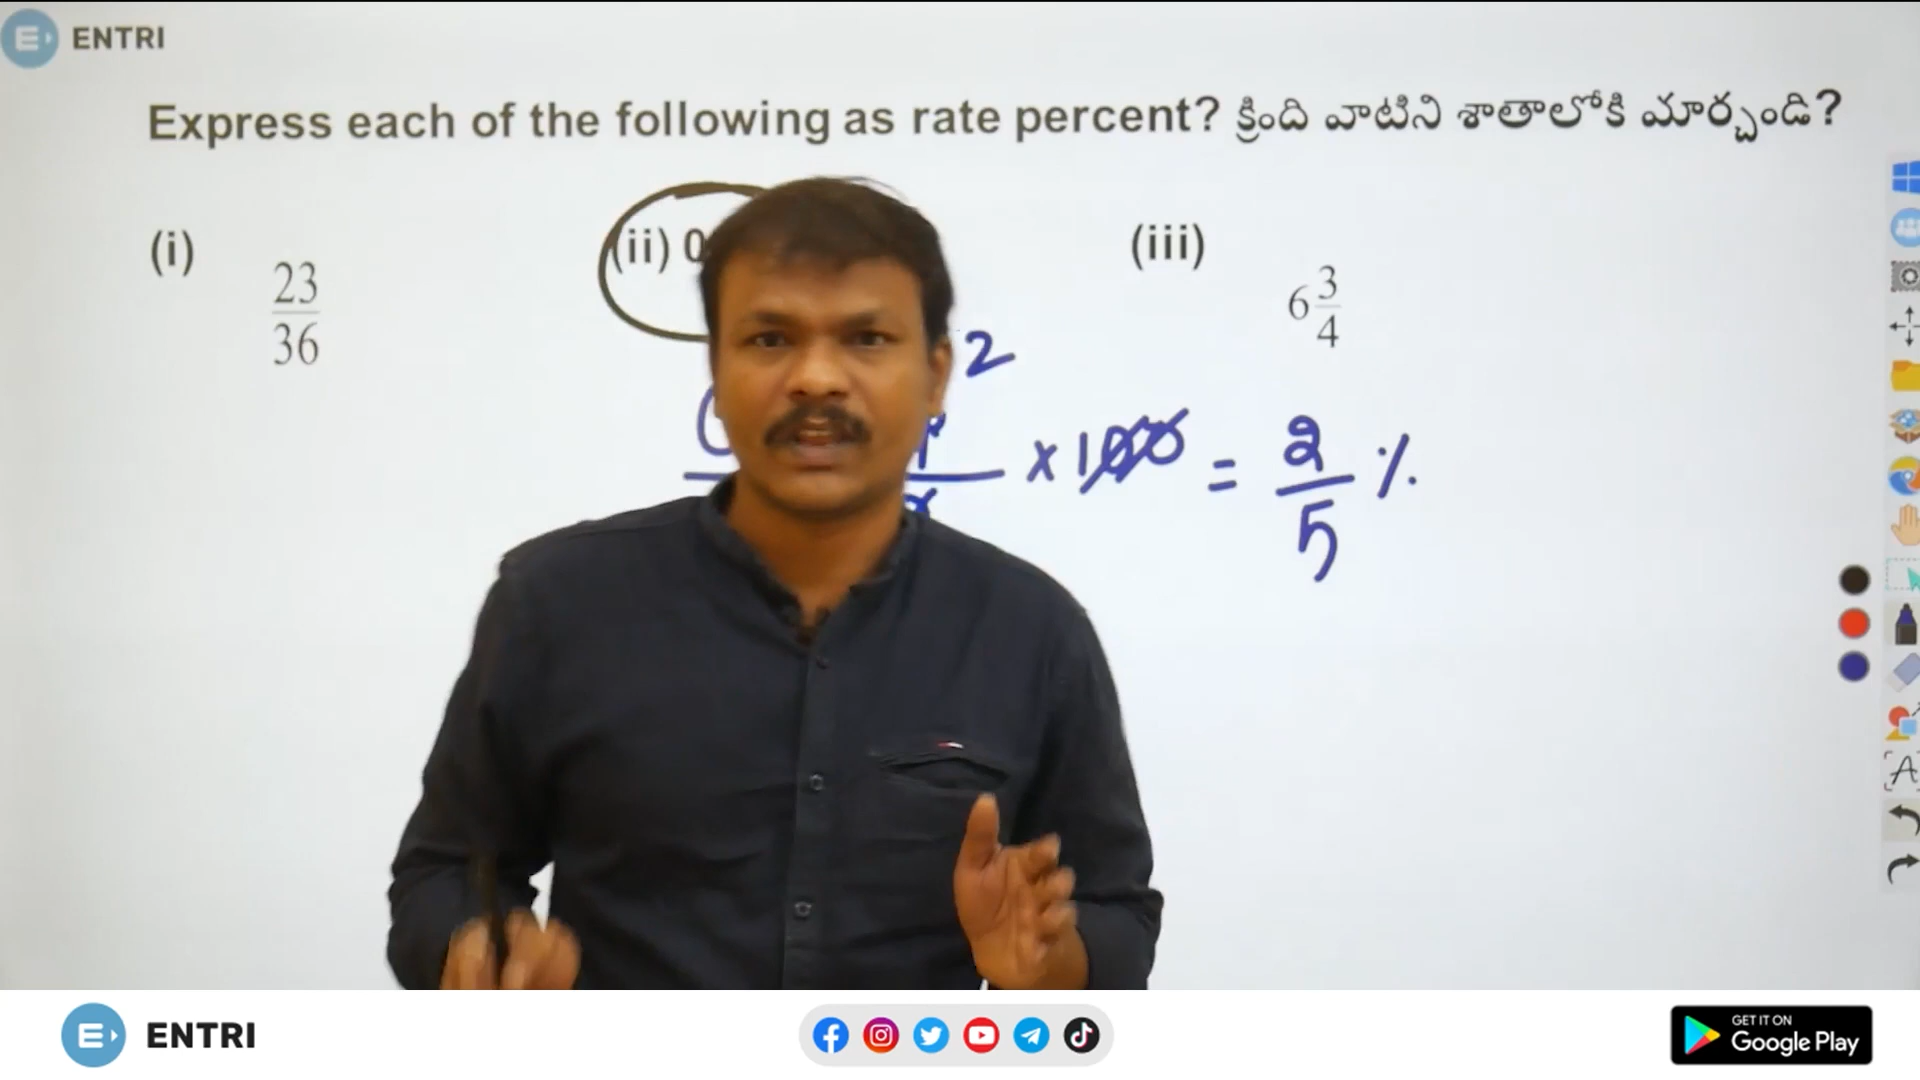 ENTRI
Express each of the following as rate percent? క్రింది వాటిని శాతాలోకి మార్చండి?
(i) 23/36
(ii) 0
(iii) 6 3/4
2
× 100 = 2/5 %
ENTRI
GET IT ON
Google Play